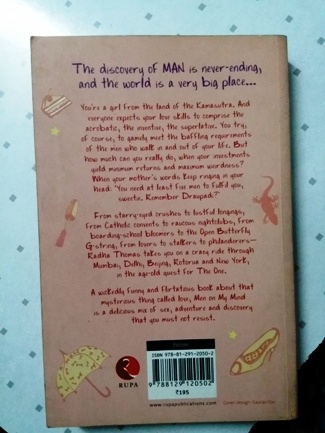 The discovery of MAN is never-ending,
and the world is a very big place...
You're a girl from the land of the Kamasutra. And
everyone expects your love skills to comprise the
acrobatic, the inventive, the superlative. You try,
of course, to gamely meet the baffling requirements
of the men who walk in and out of your life. But
how much can you really do, when your investments
yield minimum returns and maximum weirdness?
When your mother's words keep ringing in your
head: 'You need at least five men to fulfil you,
sweetie. Remember Draupadi?'
From starry-eyed crushes to lustful longings,
from Catholic convents to raucous nightclubs, from
boarding-school bloomers to the Open Butterfly
G-string, from lovers to stalkers to philanderers—
Radha Thomas takes you on a crazy ride through
Mumbai, Delhi, Beijing, Rotorua and New York,
in the age-old quest for The One.
A wickedly funny and flirtatious book about that
mysterious thing called love, Men on My Mind
is a delicious mix of sex, adventure and discovery
that you must not resist.
Fiction
ISBN 978-81-291-2050-2
9 788129 120502
₹195
RUPA
www.rupapublications.com
Cover design: